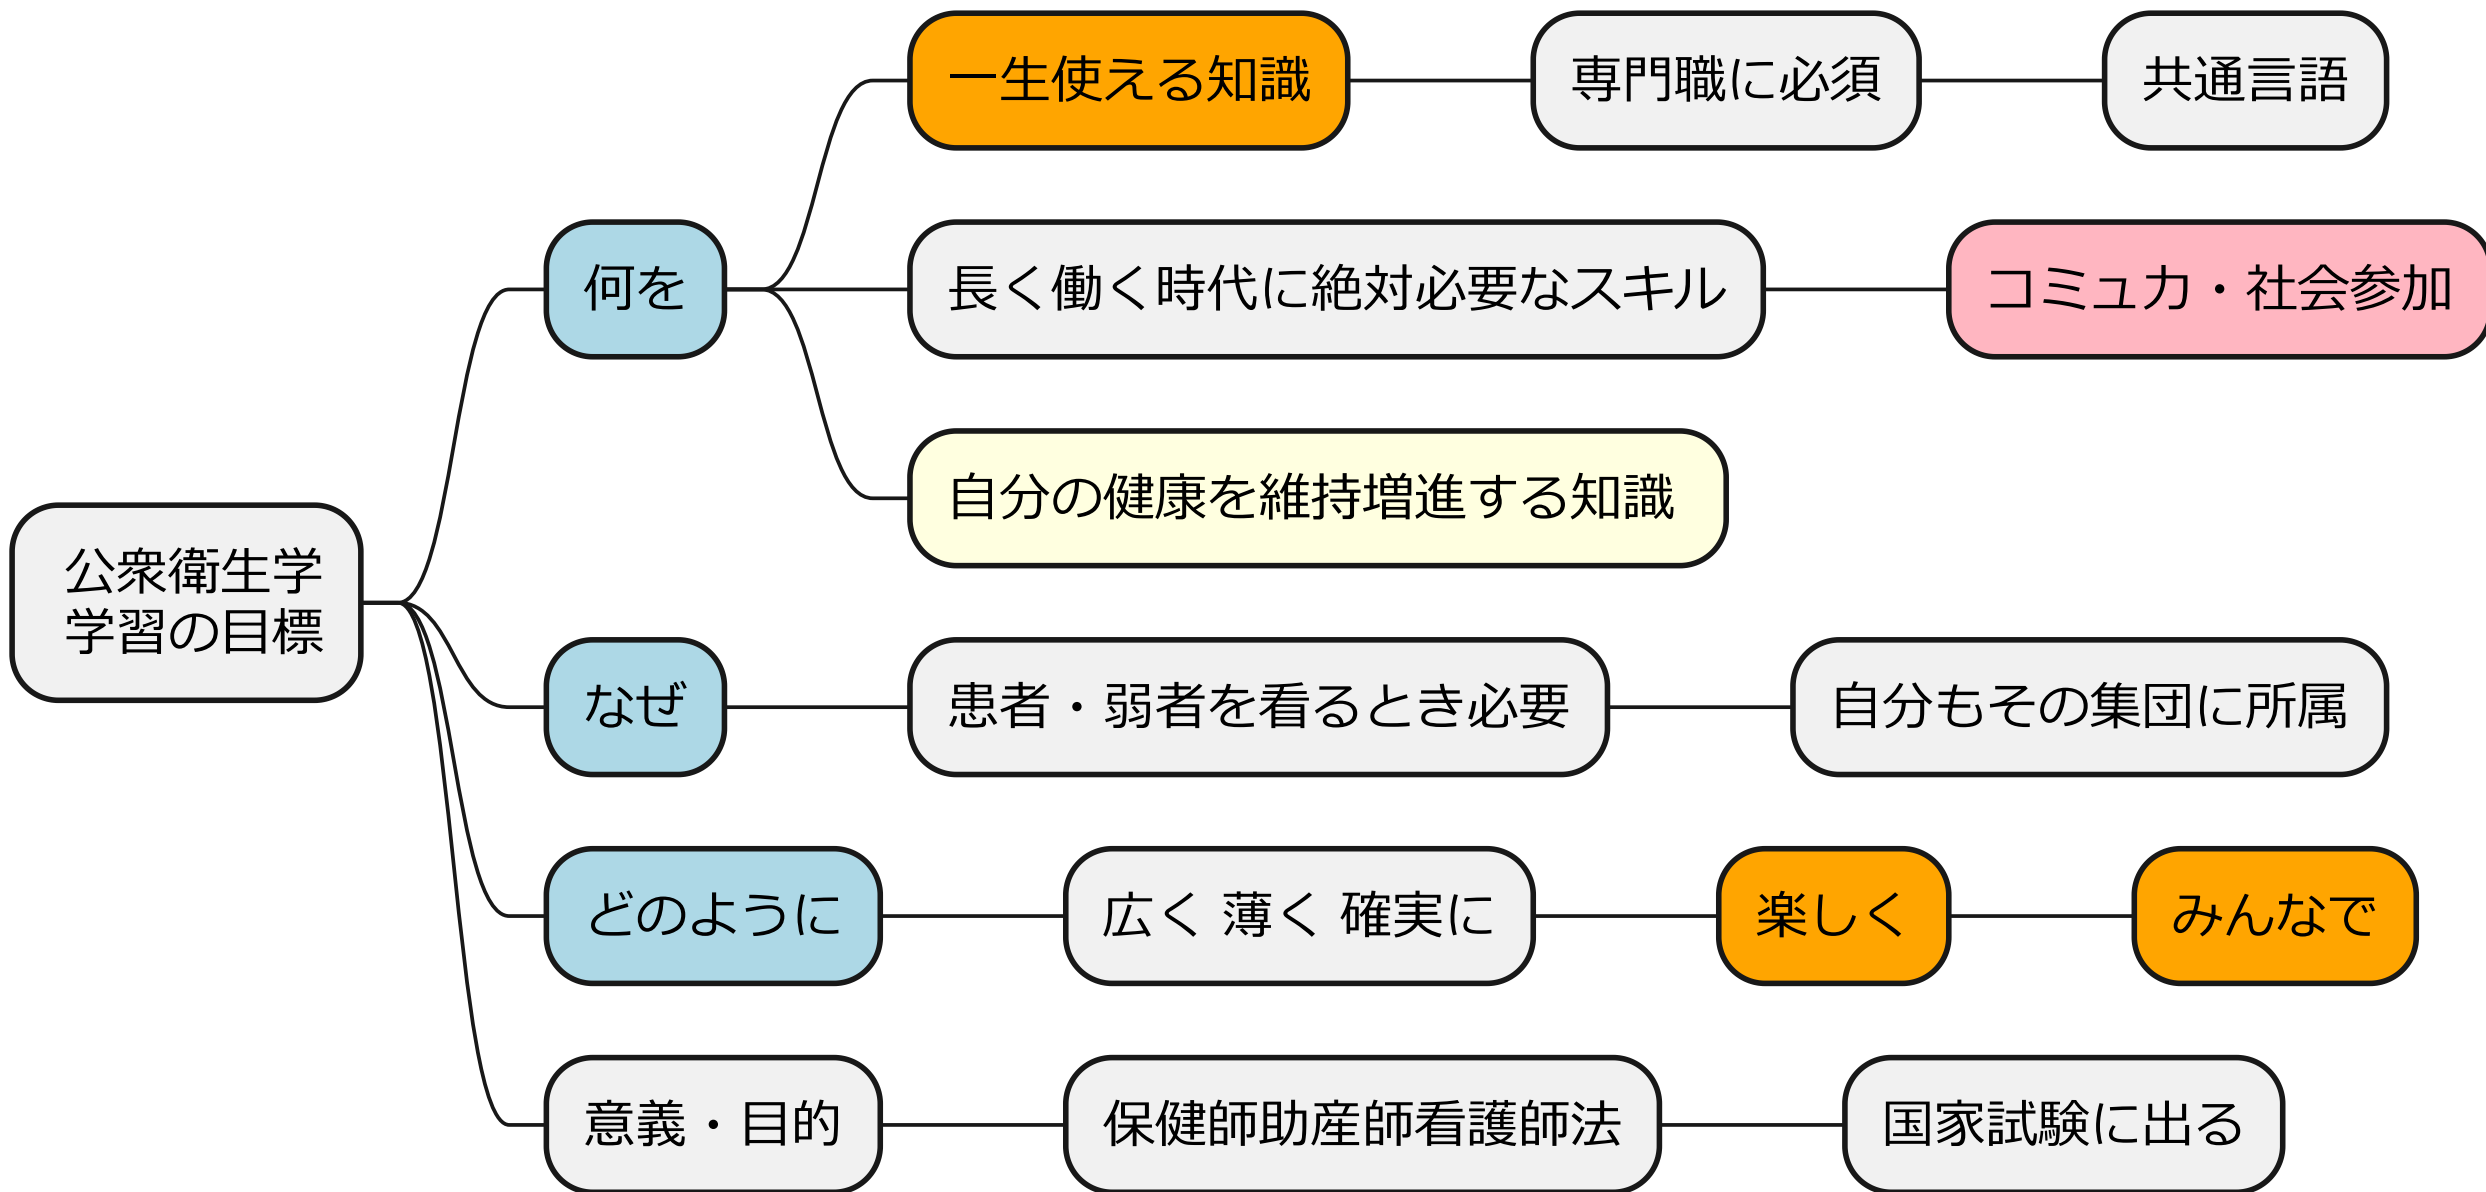 公衆衛生学
学習の目標
何を
一生使える知識
専門職に必須
共通言語
長く働く時代に絶対必要なスキル
コミュ力・社会参加
自分の健康を維持増進する知識
なぜ
患者・弱者を看るとき必要
自分もその集団に所属
どのように
広く 薄く 確実に
楽しく
みんなで
意義・目的
保健師助産師看護師法
国家試験に出る